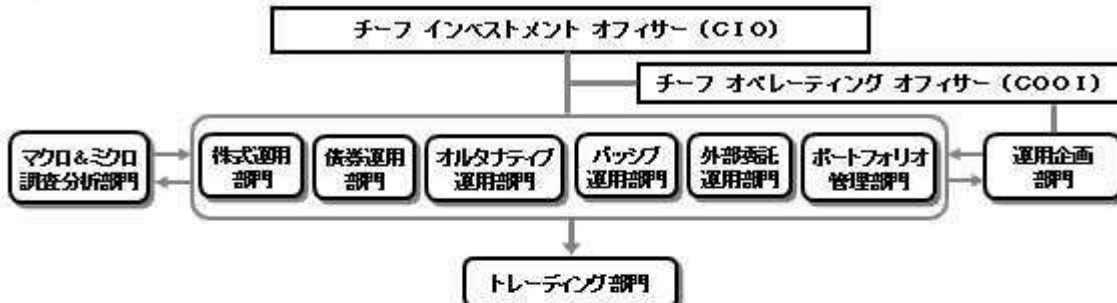 チーフ インベストメント オフィサー（ＣＩＯ）
チーフ オペレーティング オフィサー（ＣＯＯＩ）
マクロ＆ミクロ
調査分析部門
株式運用
部門
債券運用
部門
オルタナティブ
運用部門
パッシブ
運用部門
外部委託
運用部門
ポートフォリオ
管理部門
運用企画
部門
トレーディング部門